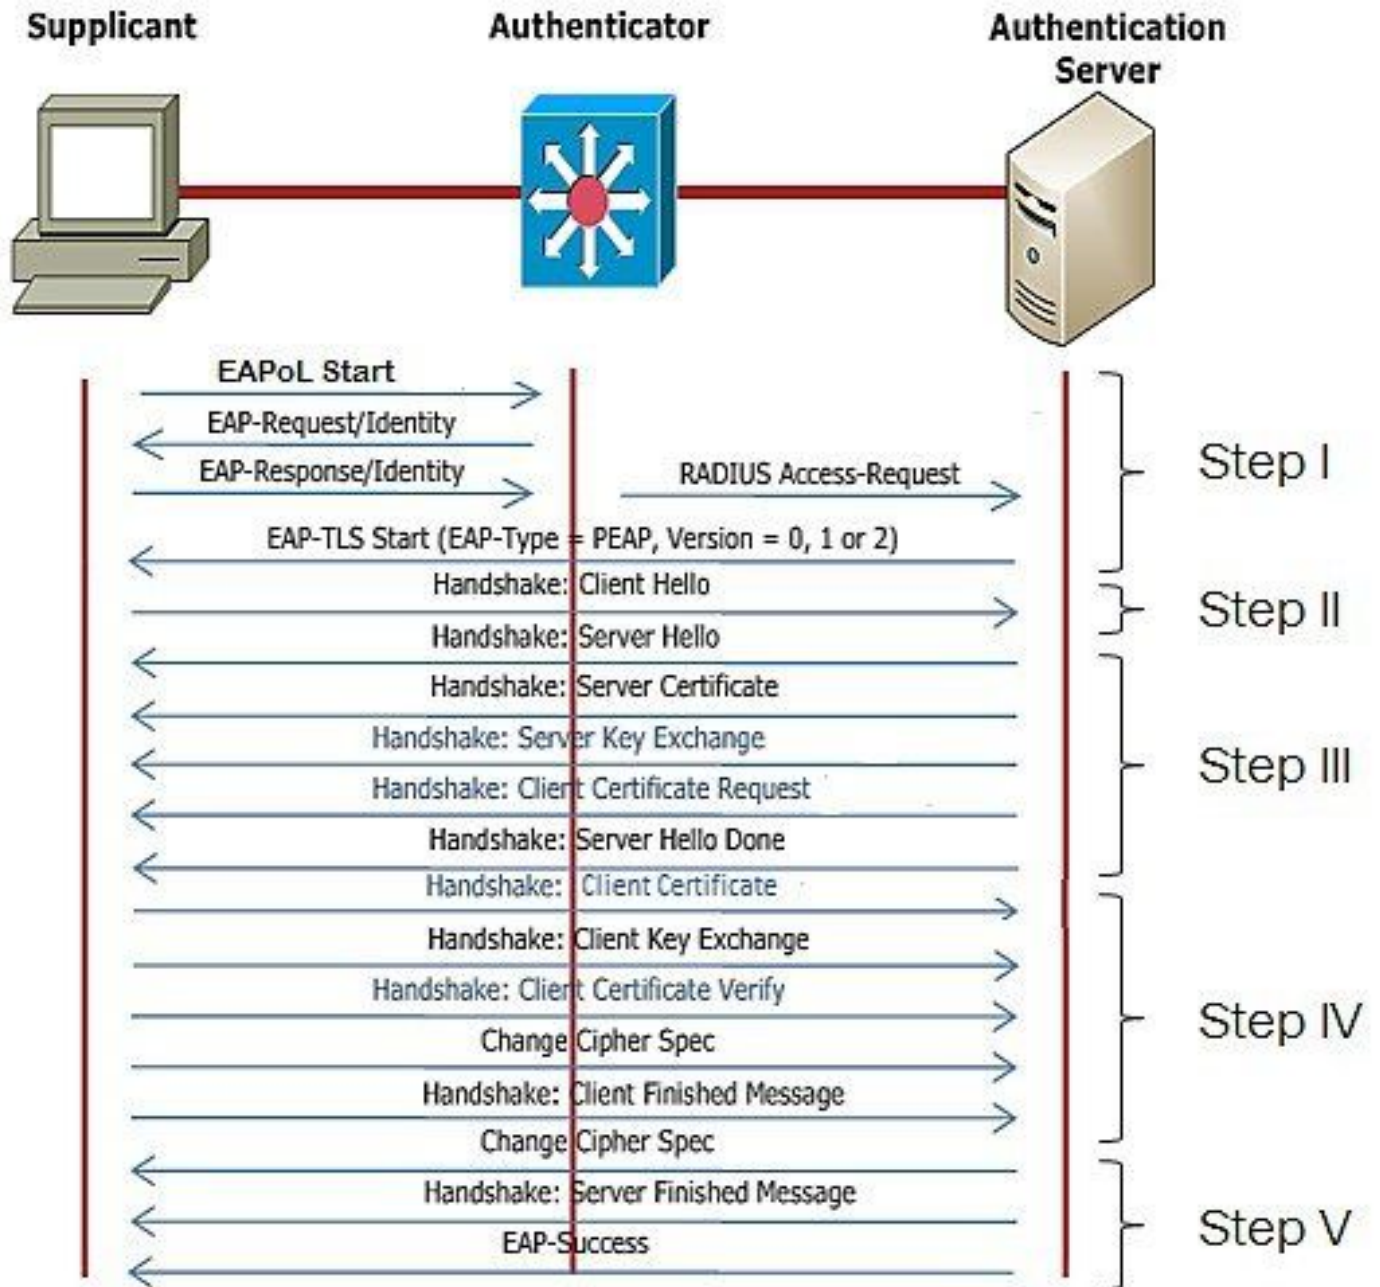 Supplicant
Authenticator
Authentication
Server
EAPoL Start
EAP-Request/Identity
EAP-Response/Identity
RADIUS Access-Request
EAP-TLS Start (EAP-Type = PEAP, Version = 0, 1 or 2)
Step I
Handshake: Client Hello
Step II
Handshake: Server Hello
Handshake: Server Certificate
Handshake: Server Key Exchange
Handshake: Client Certificate Request
Handshake: Server Hello Done
Step III
Handshake: Client Certificate
Handshake: Client Key Exchange
Handshake: Client Certificate Verify
Change Cipher Spec
Handshake: Client Finished Message
Step IV
Change Cipher Spec
Handshake: Server Finished Message
EAP-Success
Step V